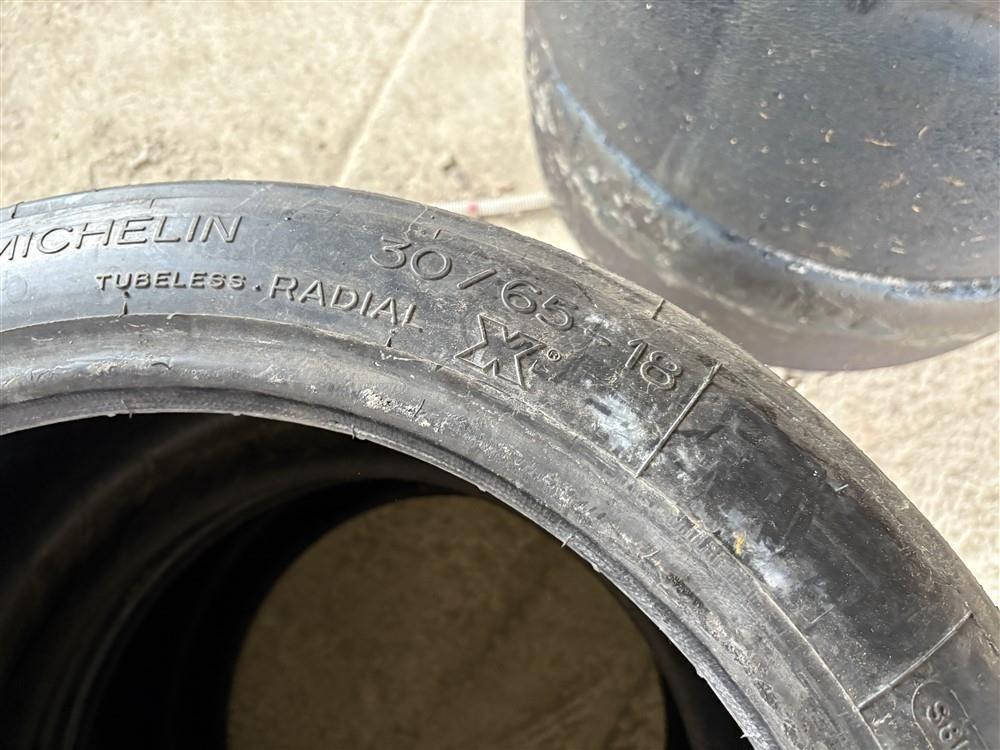 MICHELIN
30/65-18
TUBELESS.RADIAL
X®